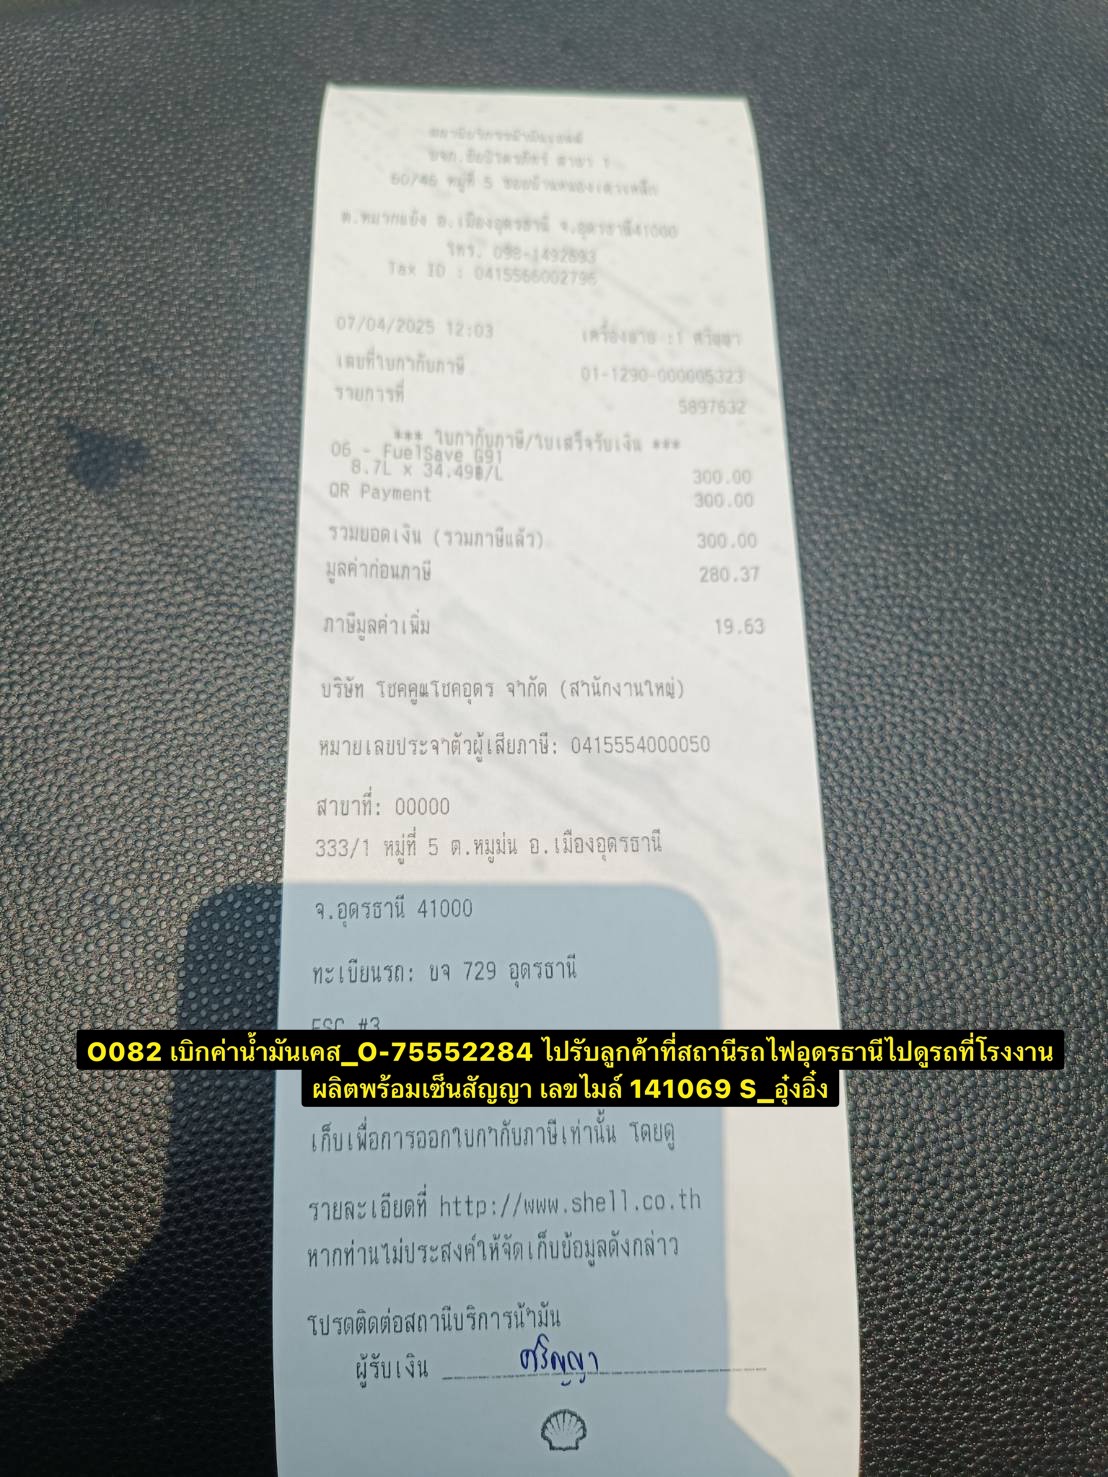 สถานีบริการน้ำมันเชลล์
สาขา 1
60/46 หมู่ที่ 5
ต.หมากแข้ง อ.เมืองอุดรธานี จ.อุดรธานี41000
โทร. 098-1492893
Tax ID : 0415566002796
07/04/2025 12:03 เครื่องขาย :1 ศริญญา
เลขที่ใบกำกับภาษี 01-1290-000005323
รายการที่ 5897632
*** ใบกำกับภาษี/ใบเสร็จรับเงิน ***
06 - FuelSave G91
8.7L x 34.49฿/L 300.00
QR Payment 300.00
รวมยอดเงิน (รวมภาษีแล้ว) 300.00
มูลค่าก่อนภาษี 280.37
ภาษีมูลค่าเพิ่ม 19.63
บริษัท โชคคูณโชคอุดร จำกัด (สำนักงานใหญ่)
หมายเลขประจำตัวผู้เสียภาษี: 0415554000050
สาขาที่: 00000
333/1 หมู่ที่ 5 ต.หมูม่น อ.เมืองอุดรธานี
จ.อุดรธานี 41000
ทะเบียนรถ: ขจ 729 อุดรธานี
ESC #3
O082 เบิกค่าน้ำมันเคส_O-75552284 ไปรับลูกค้าที่สถานีรถไฟอุดรธานีไปดูรถที่โรงงาน
ผลิตพร้อมเซ็นสัญญา เลขไมล์ 141069 S_อุ๋งอิ๋ง
เก็บเพื่อการออกใบกำกับภาษีเท่านั้น โดยดู
รายละเอียดที่ http://www.shell.co.th
หากท่านไม่ประสงค์ให้จัดเก็บข้อมูลดังกล่าว
โปรดติดต่อสถานีบริการน้ำมัน
ผู้รับเงิน ศริญญา